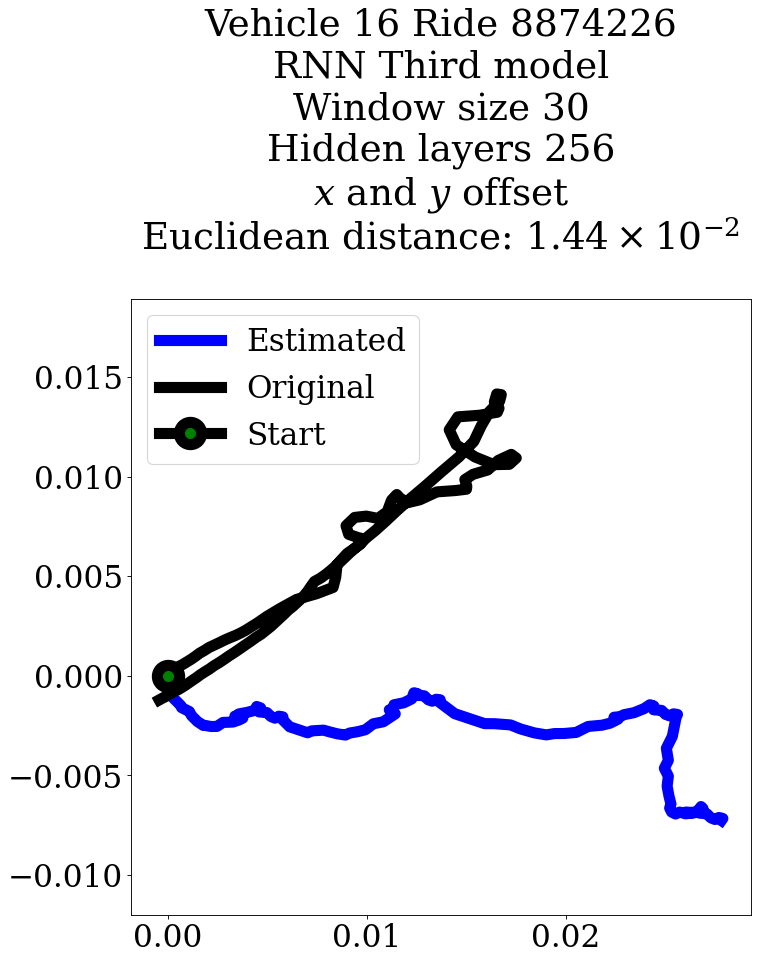 Vehicle 16 Ride 8874226
RNN Third model
Window size 30
Hidden layers 256
x and y offset
Euclidean distance: 1.44 × 10⁻²
Estimated
Original
Start
0.015
0.010
0.005
0.000
−0.005
−0.010
0.00 0.01 0.02